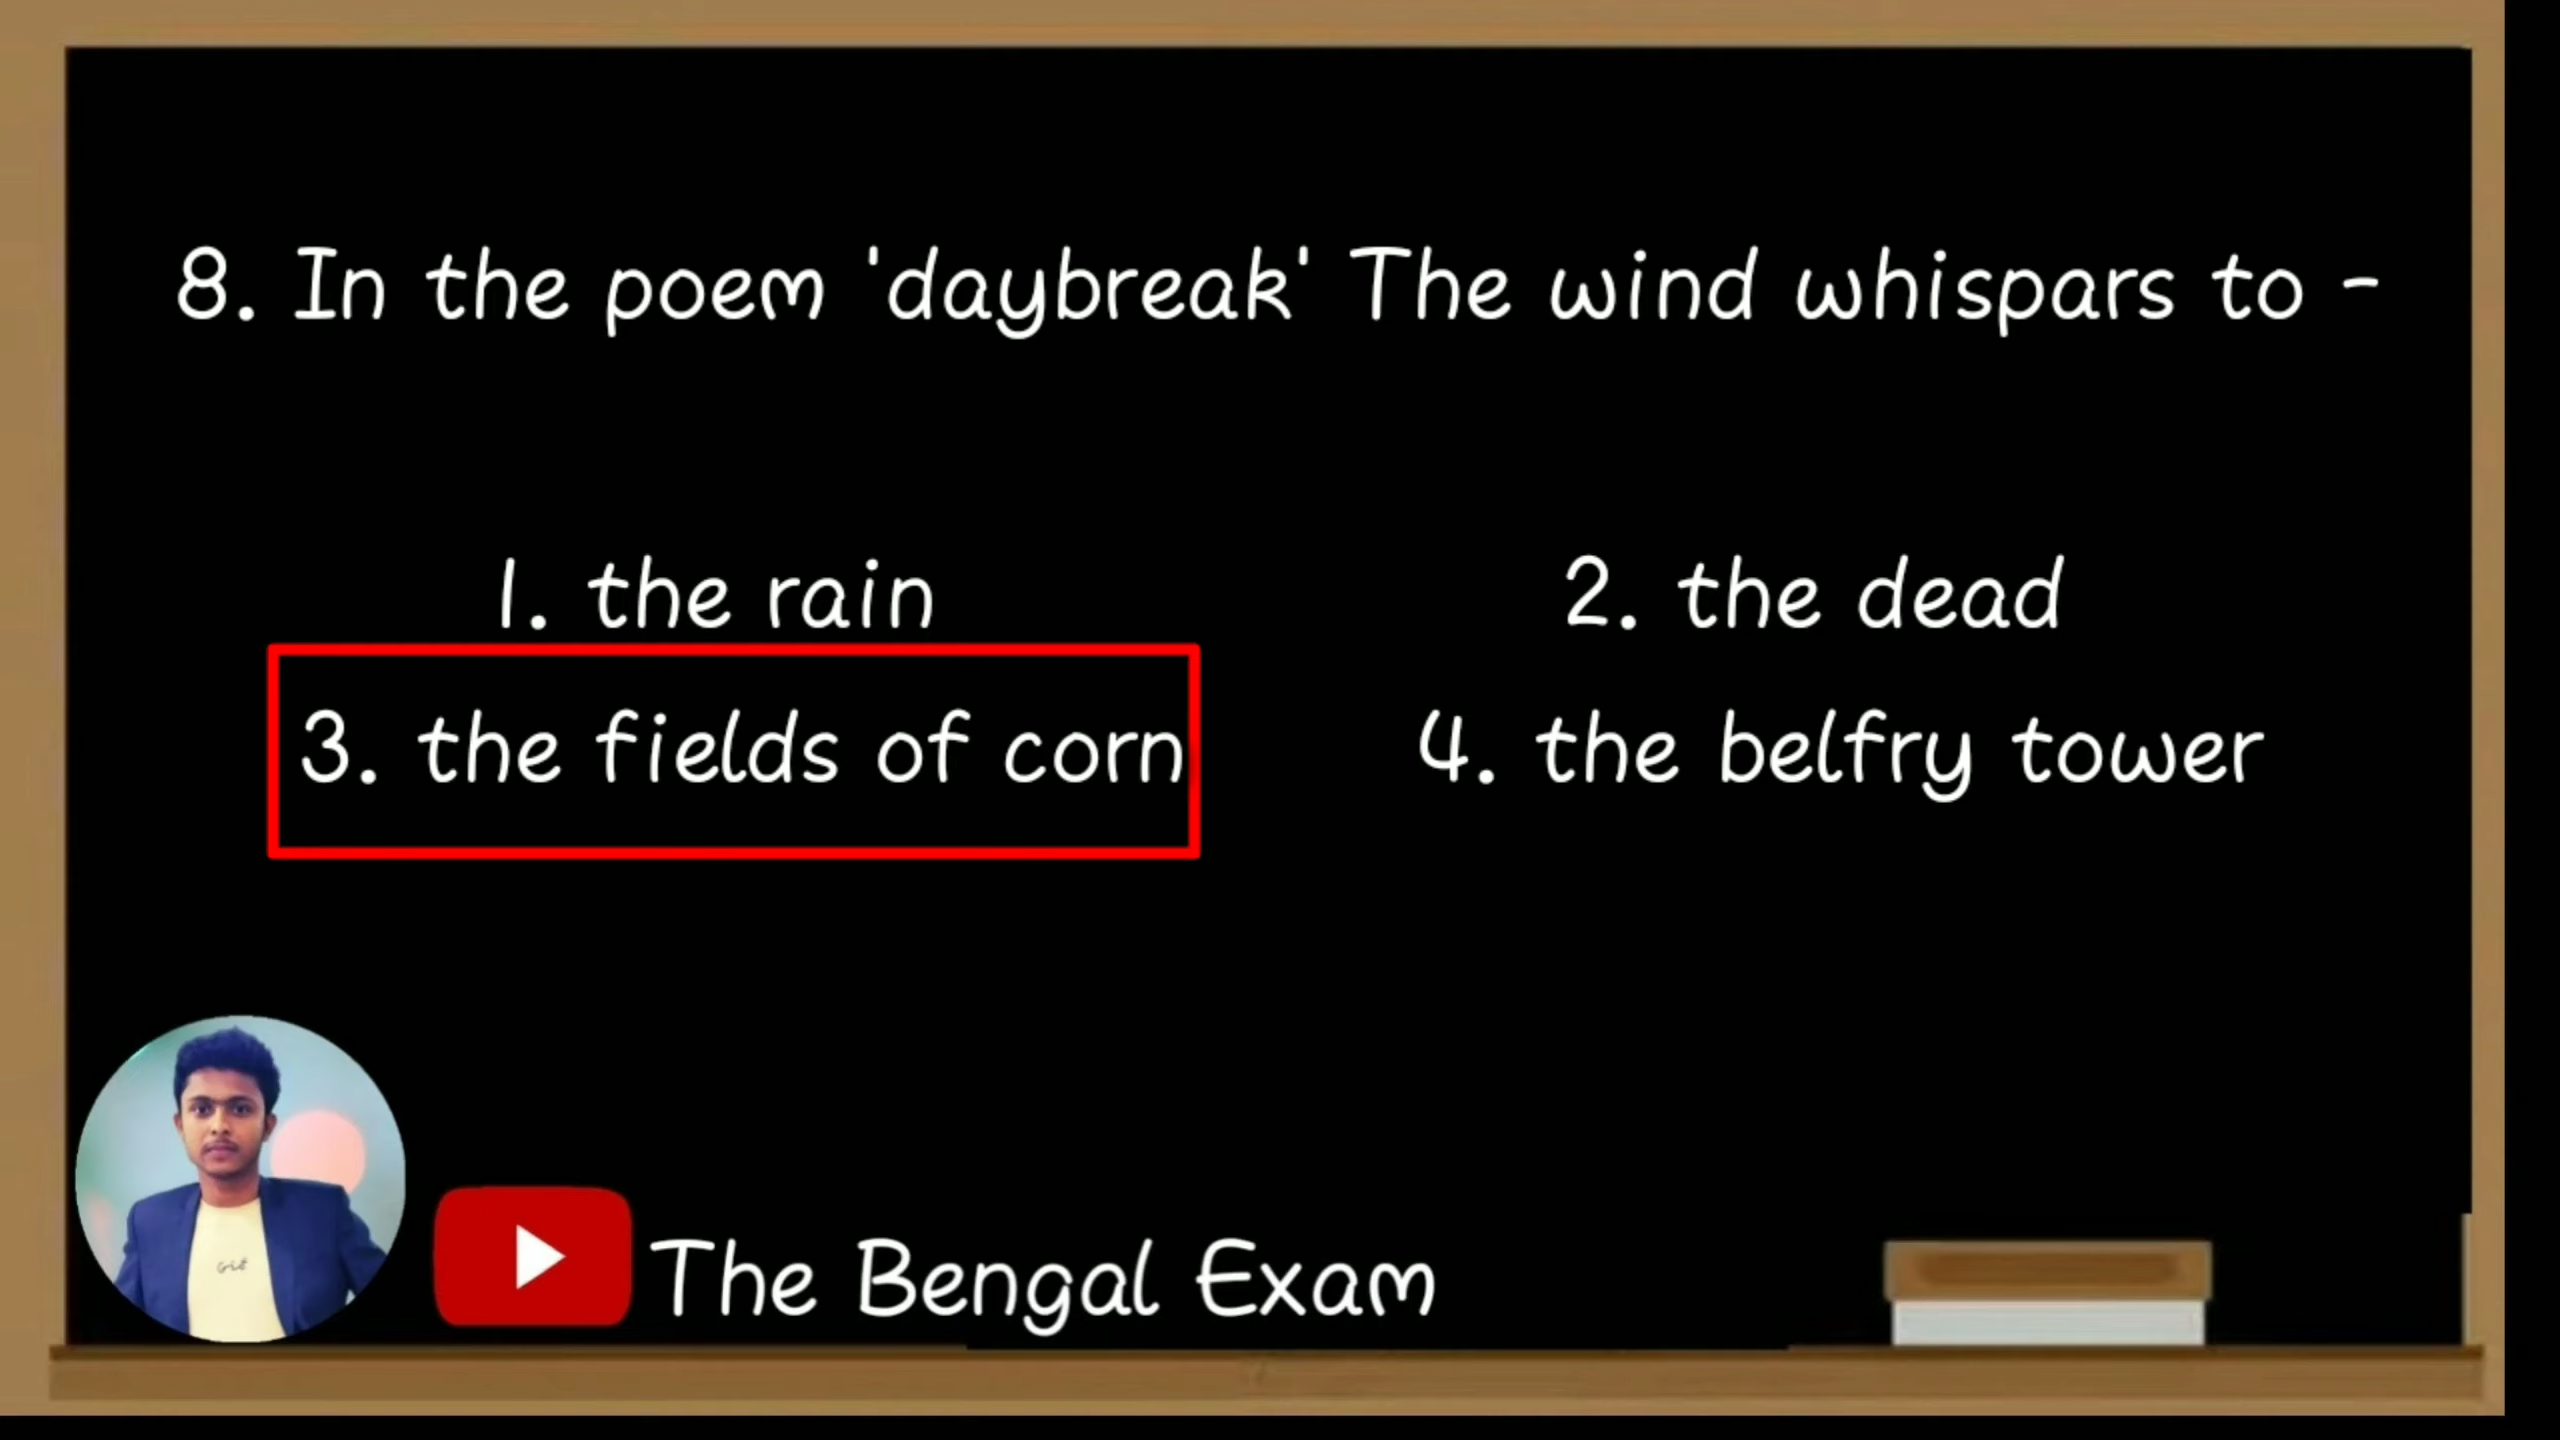 8. In the poem 'daybreak' The wind whispars to -
1. the rain
2. the dead
3. the fields of corn
4. the belfry tower
The Bengal Exam